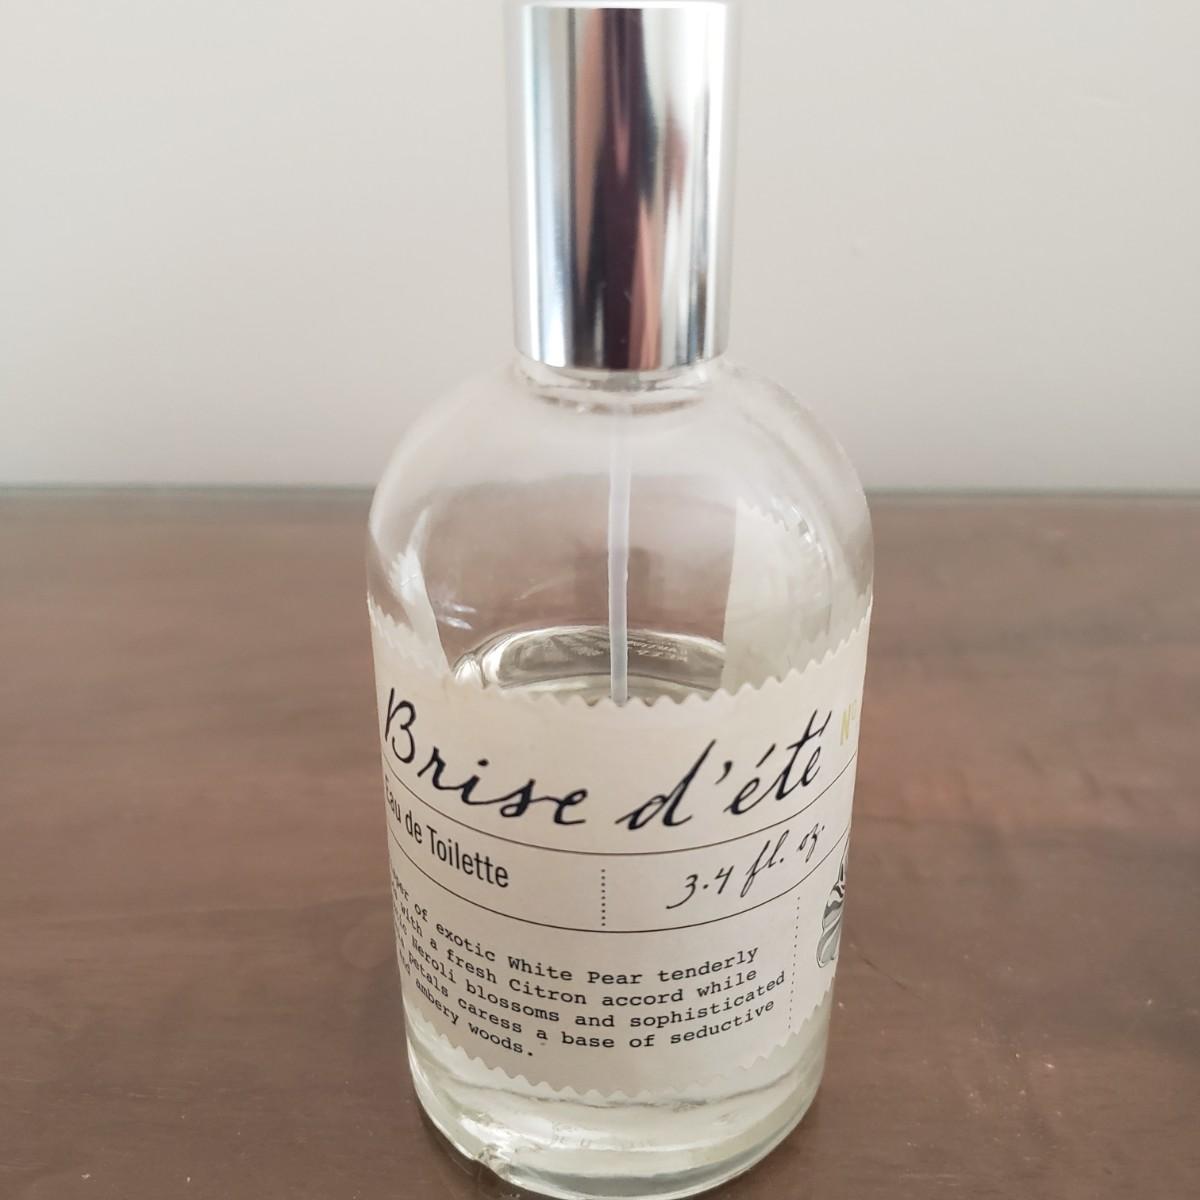 Brise d'été Nº
Eau de Toilette
3.4 fl. oz.
of exotic White Pear tenderly
with a fresh Citron accord while
Neroli blossoms and sophisticated
petals caress a base of seductive
ambery woods.